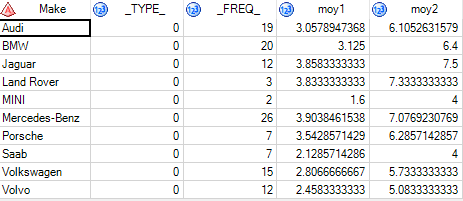 Make _TYPE_ _FREQ_ moy1 moy2
Audi 0 19 3.0578947368 6.1052631579
BMW 0 20 3.125 6.4
Jaguar 0 12 3.8583333333 7.5
Land Rover 0 3 3.8333333333 7.3333333333
MINI 0 2 1.6 4
Mercedes-Benz 0 26 3.9038461538 7.0769230769
Porsche 0 7 3.5428571429 6.2857142857
Saab 0 7 2.1285714286 4
Volkswagen 0 15 2.8066666667 5.7333333333
Volvo 0 12 2.4583333333 5.0833333333